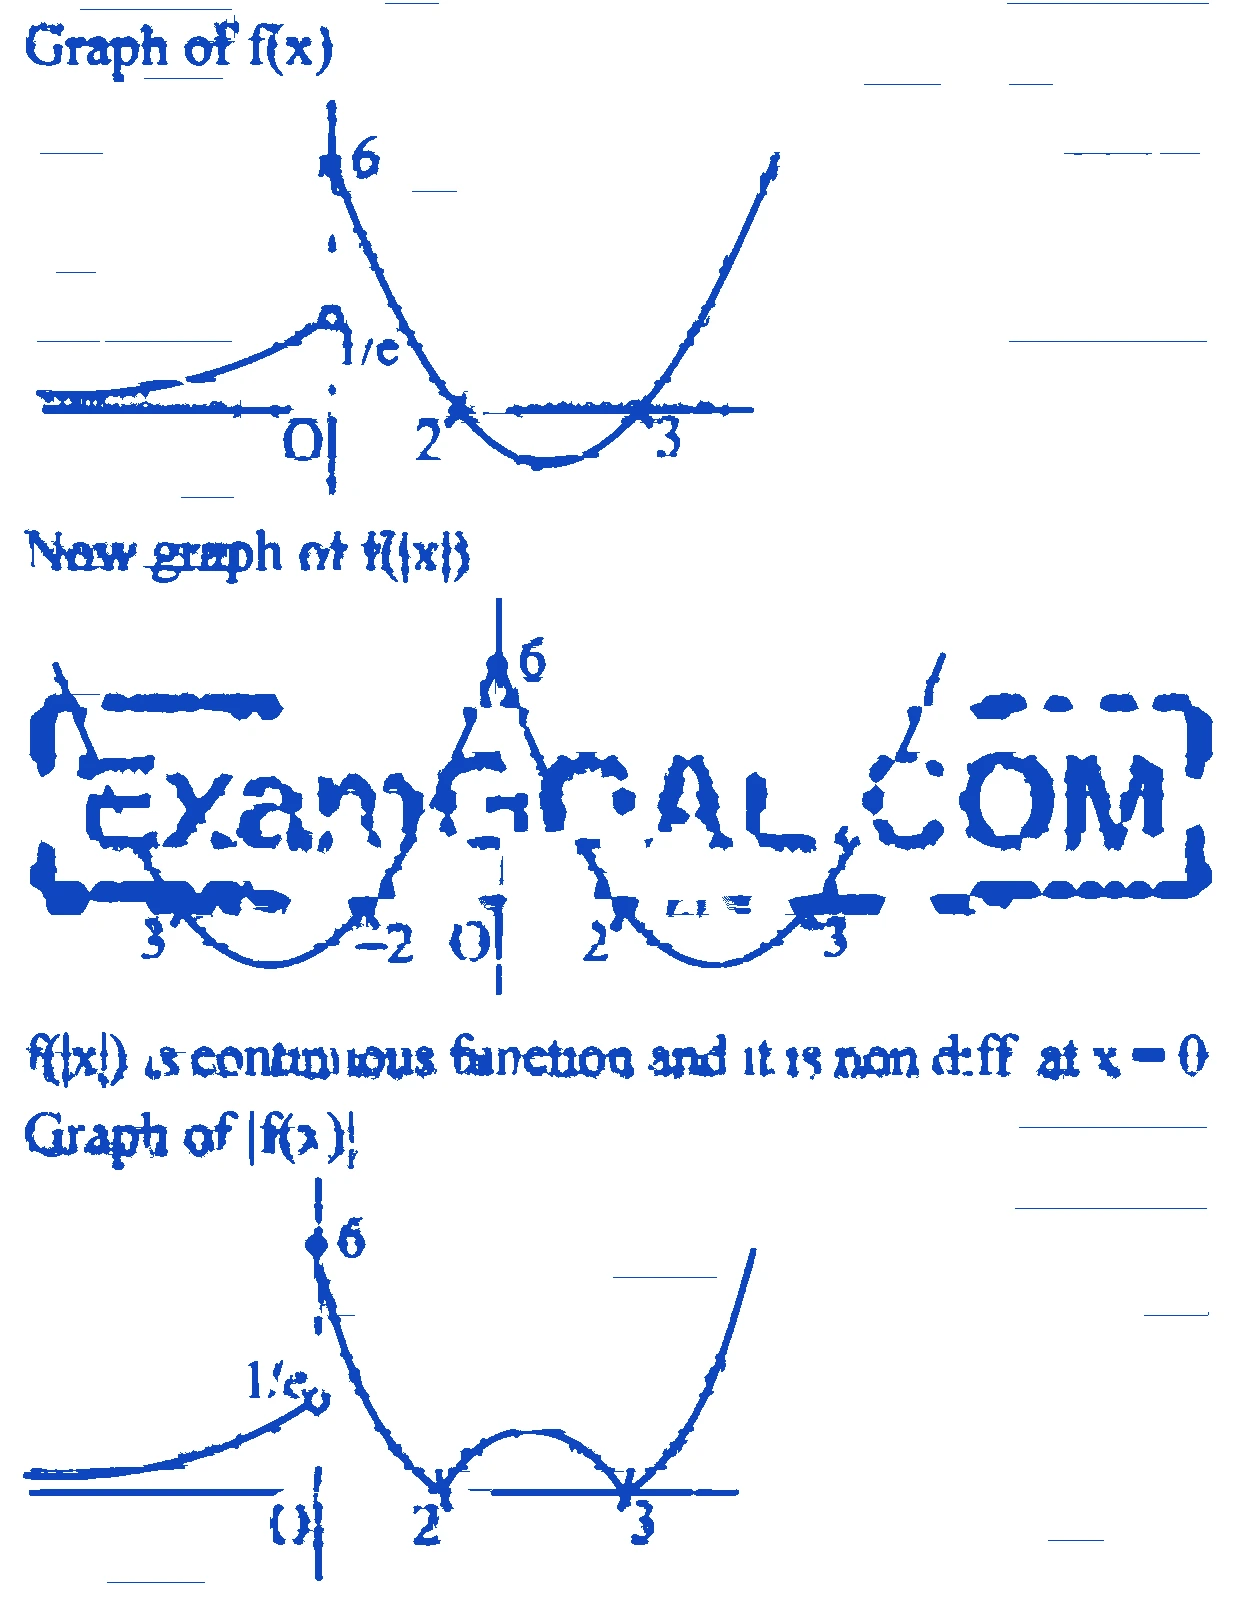 Graph of f(x)
6
1/e
O 2 3
Now graph of f(|x|)
6
ExamGOAL.COM
3 -2 O 2 3
f(|x|) is continuous function and it is non diff at x = 0
Graph of |f(x)|
6
1/e
O 2 3